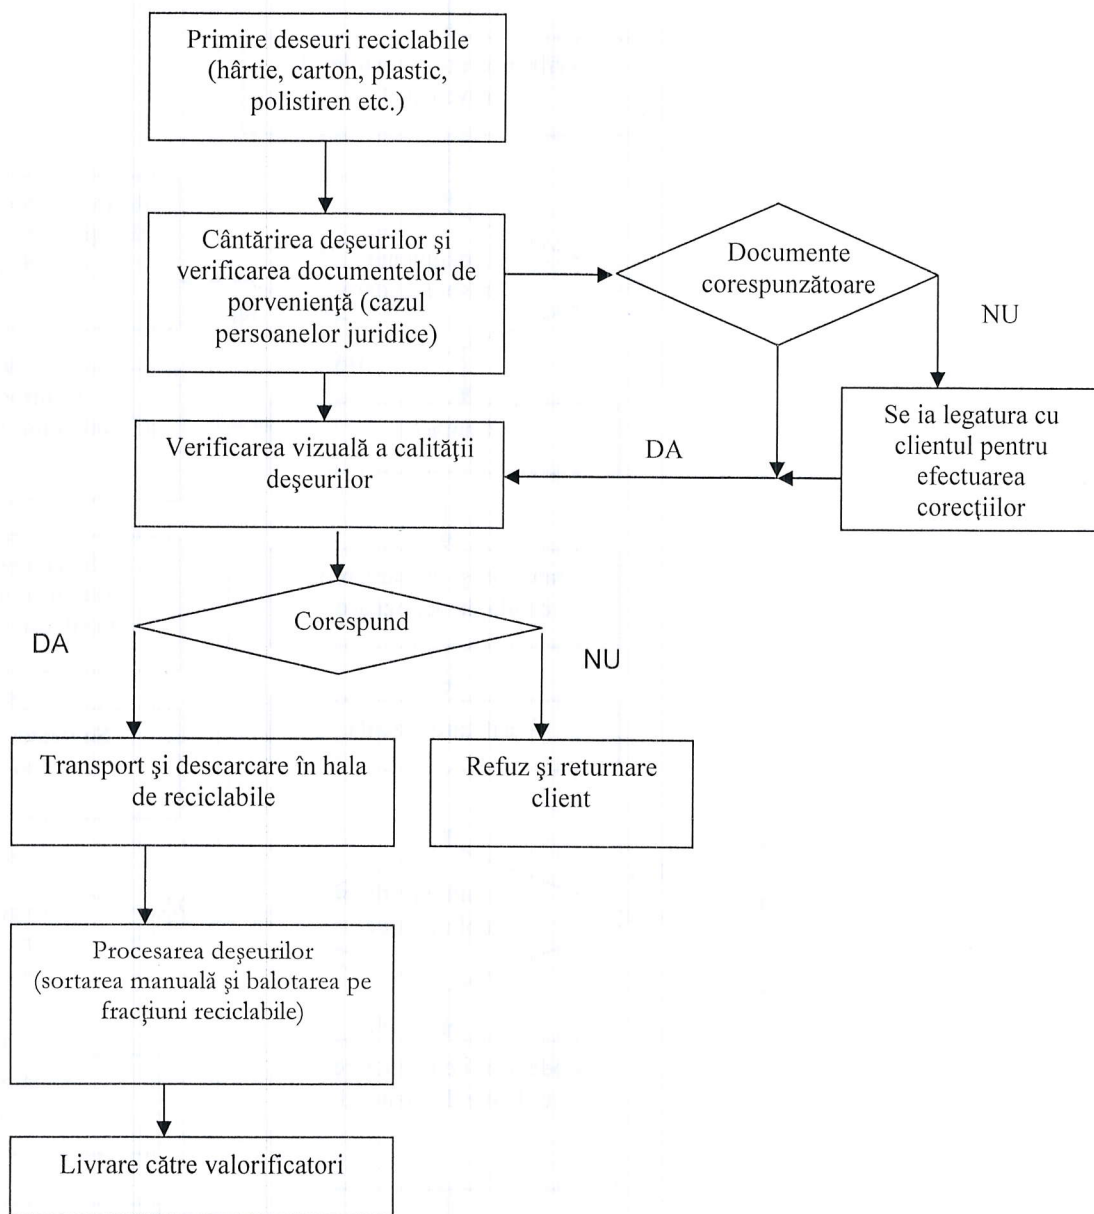 Primire deseuri reciclabile
(hârtie, carton, plastic,
polistiren etc.)
Cântărirea deşeurilor şi
verificarea documentelor de
porvenienţă (cazul
persoanelor juridice)
Documente
corespunzătoare
NU
Se ia legatura cu
clientul pentru
efectuarea
corecţiilor
DA
Verificarea vizuală a calităţii
deşeurilor
Corespund
DA
NU
Transport şi descarcare în hala
de reciclabile
Refuz şi returnare
client
Procesarea deşeurilor
(sortarea manuală şi balotarea pe
fracţiuni reciclabile)
Livrare către valorificatori